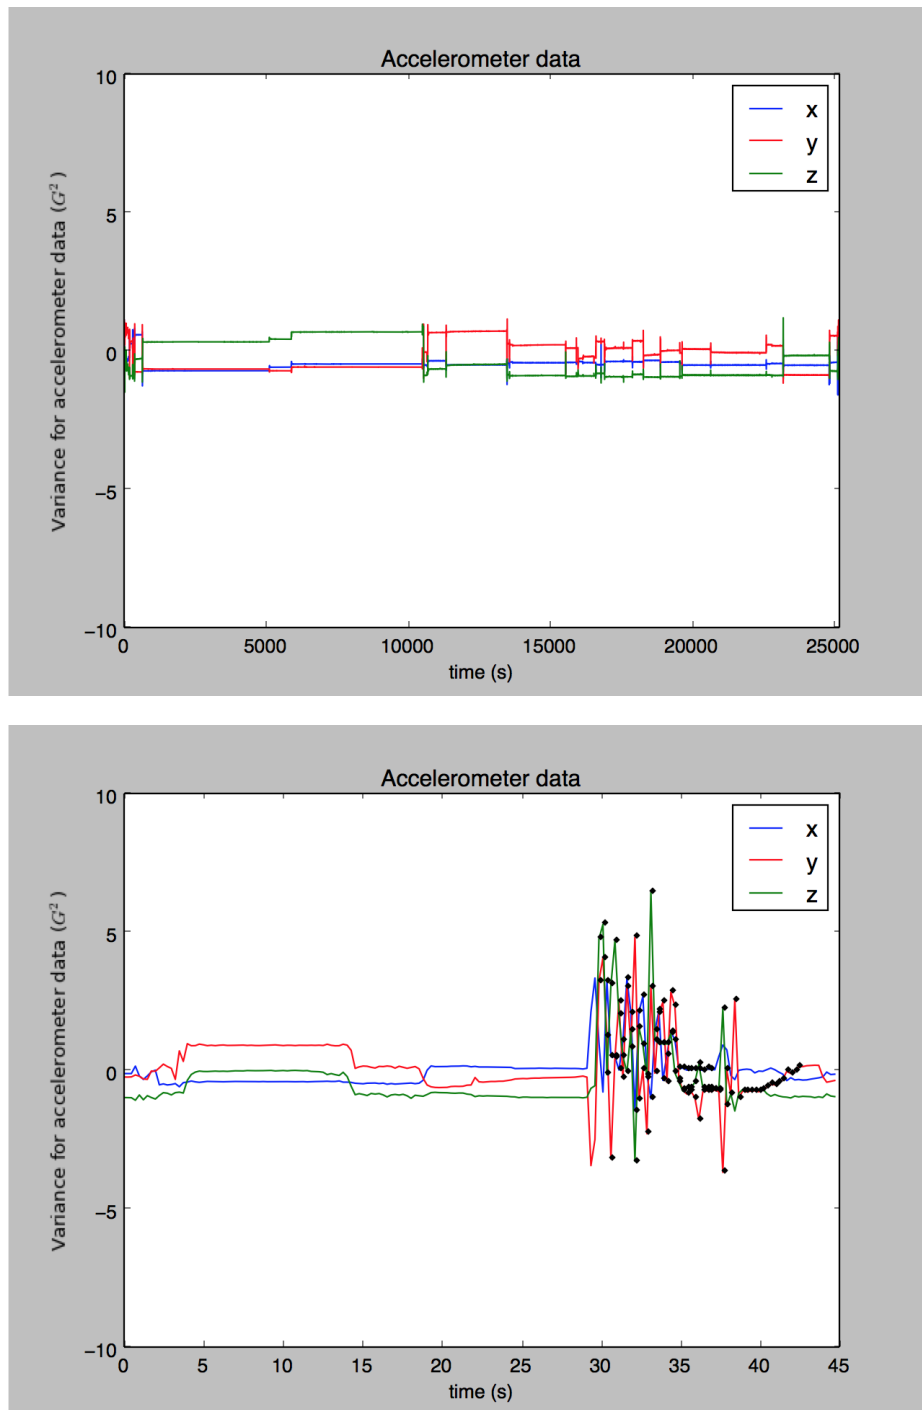 Accelerometer data
10
5
0
−5
−10
Variance for accelerometer data (G²)
x
y
z
0
5000
10000
15000
20000
25000
time (s)
Accelerometer data
10
5
0
−5
−10
Variance for accelerometer data (G²)
x
y
z
0
5
10
15
20
25
30
35
40
45
time (s)